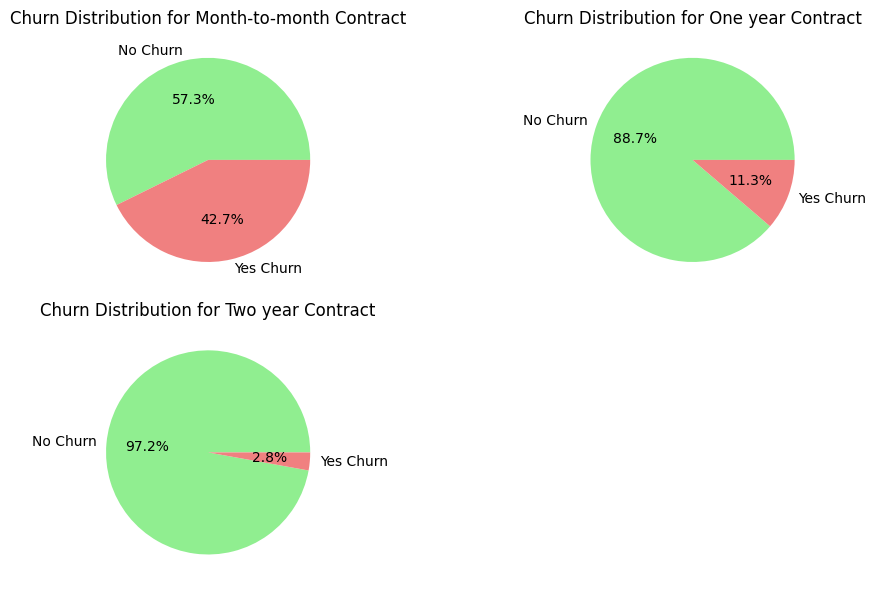 Churn Distribution for Month-to-month Contract
No Churn
57.3%
42.7%
Yes Churn
Churn Distribution for One year Contract
No Churn
88.7%
11.3%
Yes Churn
Churn Distribution for Two year Contract
No Churn
97.2%
2.8%
Yes Churn